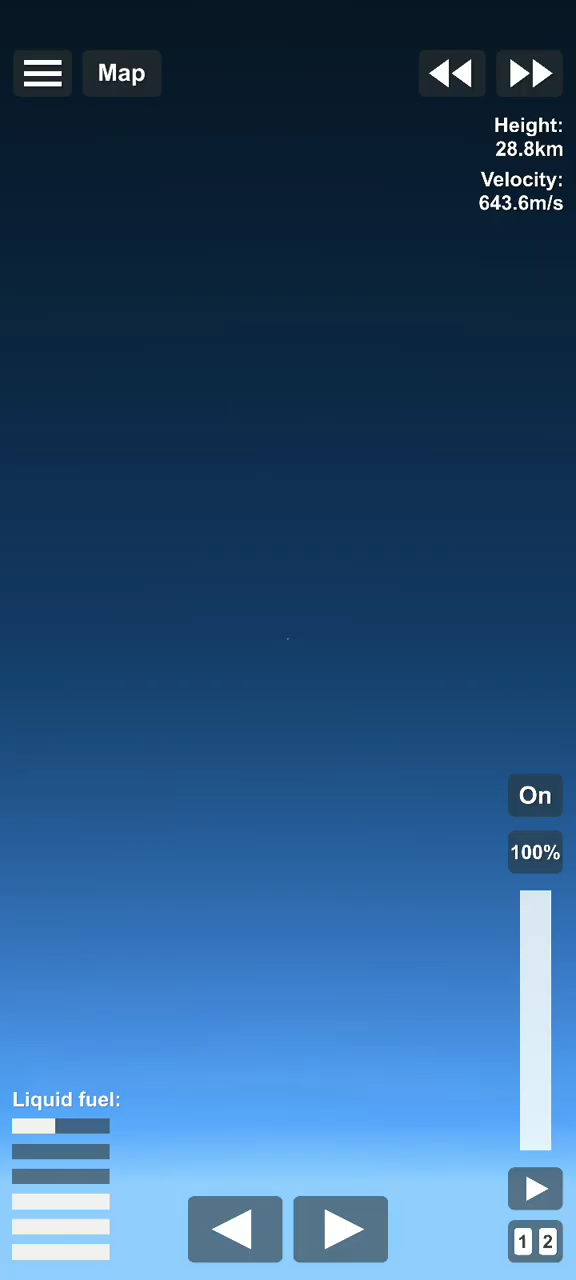 Map
Height:
28.8km
Velocity:
643.6m/s
On
100%
Liquid fuel:
1 2